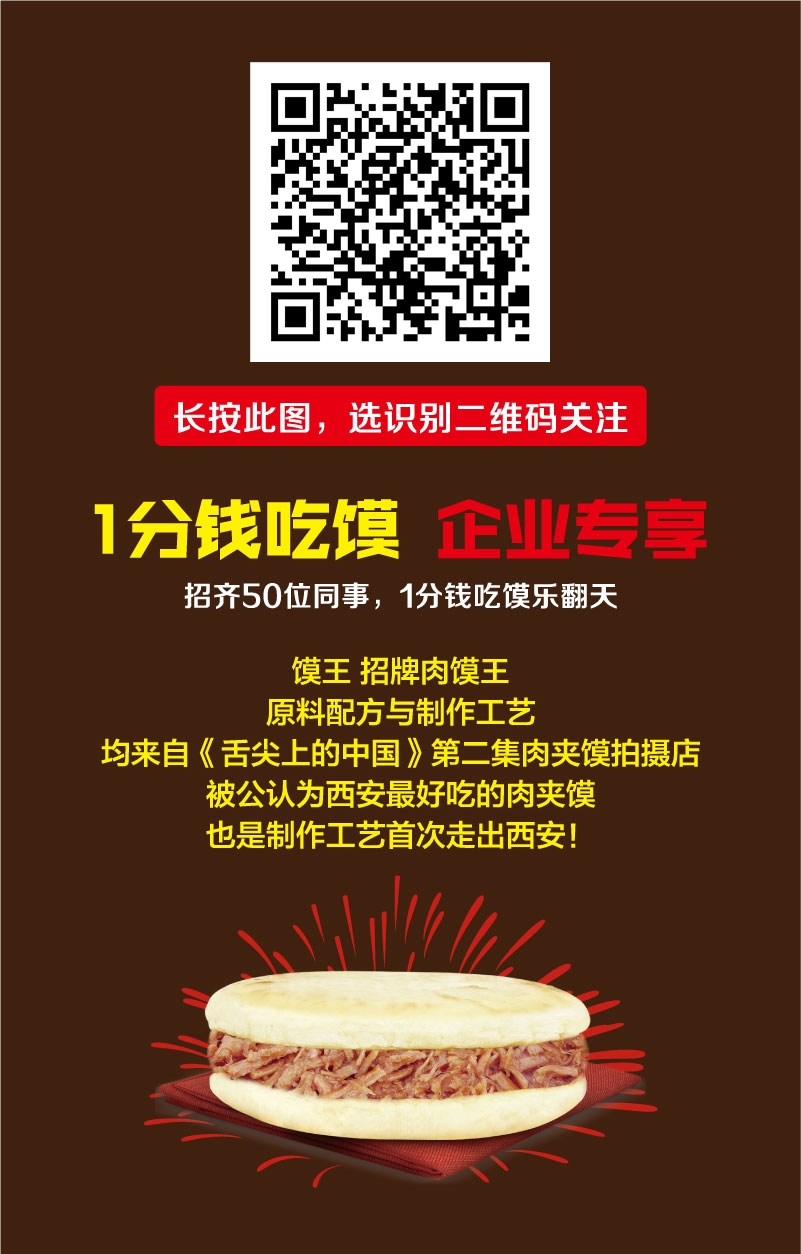 长按此图，选识别二维码关注
1分钱吃馍 企业专享
招齐50位同事，1分钱吃馍乐翻天
馍王 招牌肉馍王
原料配方与制作工艺
均来自《舌尖上的中国》第二集肉夹馍拍摄店
被公认为西安最好吃的肉夹馍
也是制作工艺首次走出西安！